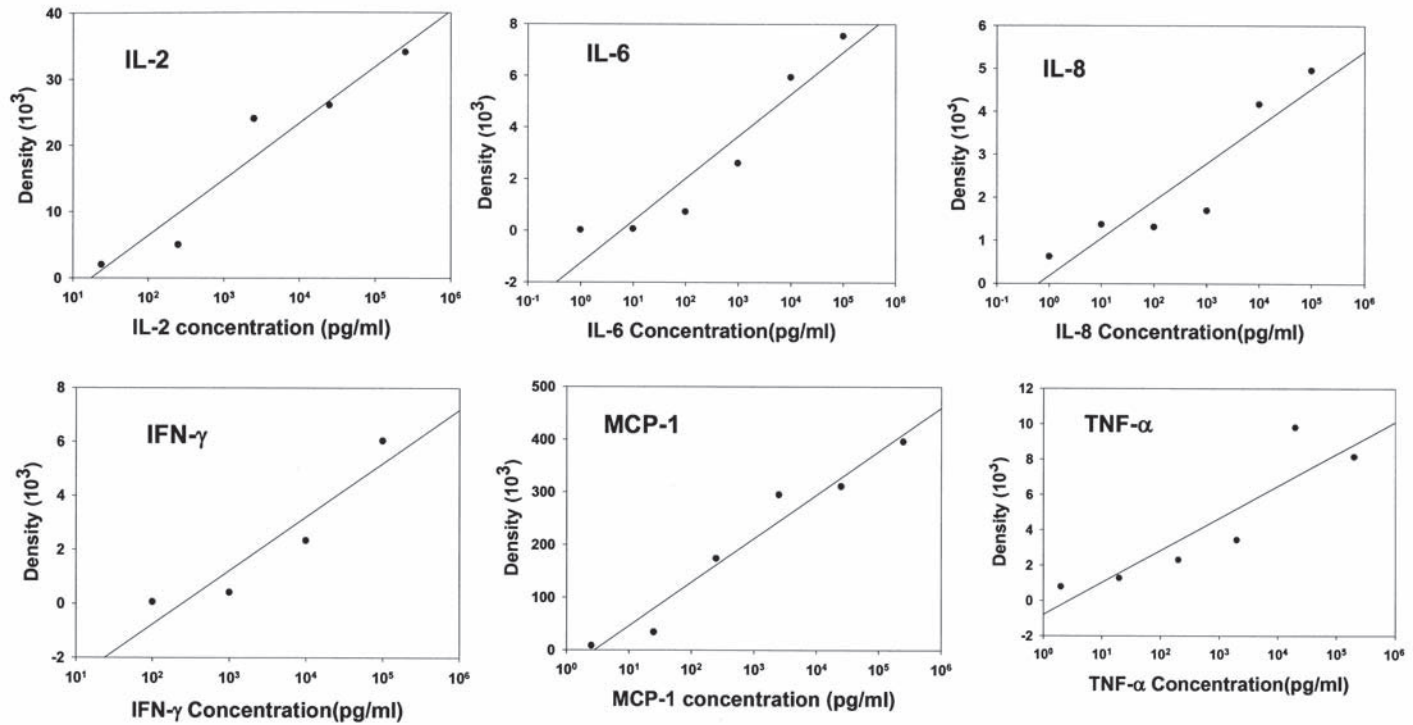 IL-2
Density (10³)
40
30
20
10
0
10¹ 10² 10³ 10⁴ 10⁵ 10⁶
IL-2 concentration (pg/ml)
IL-6
Density (10³)
8
6
4
2
0
-2
10⁻¹ 10⁰ 10¹ 10² 10³ 10⁴ 10⁵ 10⁶
IL-6 Concentration(pg/ml)
IL-8
Density (10³)
6
5
4
3
2
1
0
10⁻¹ 10⁰ 10¹ 10² 10³ 10⁴ 10⁵ 10⁶
IL-8 Concentration(pg/ml)
IFN-γ
Density (10³)
8
6
4
2
0
-2
10¹ 10² 10³ 10⁴ 10⁵ 10⁶
IFN-γ Concentration(pg/ml)
MCP-1
Density (10³)
500
400
300
200
100
0
10⁰ 10¹ 10² 10³ 10⁴ 10⁵ 10⁶
MCP-1 concentration (pg/ml)
TNF-α
Density (10³)
12
10
8
6
4
2
0
-2
10⁰ 10¹ 10² 10³ 10⁴ 10⁵ 10⁶
TNF-α Concentration(pg/ml)